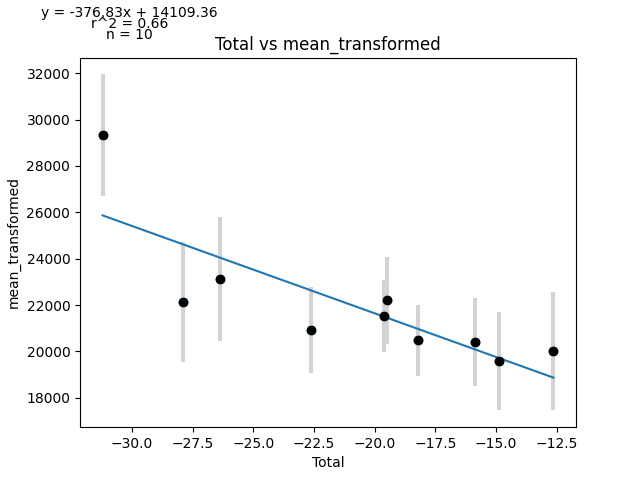 y = -376.83x + 14109.36
r^2 = 0.66
n = 10
Total vs mean_transformed
32000
30000
28000
26000
24000
22000
20000
18000
mean_transformed
−30.0 −27.5 −25.0 −22.5 −20.0 −17.5 −15.0 −12.5
Total